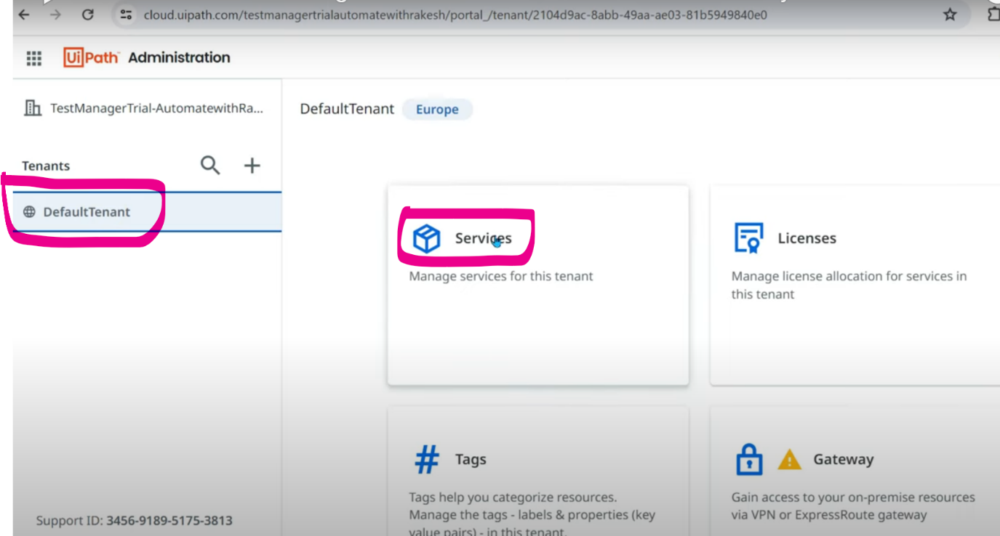 cloud.uipath.com/testmanagertrialautomatewithrakesh/portal_/tenant/2104d9ac-8abb-49aa-ae03-81b5949840e0
UiPath Administration
TestManagerTrial-AutomatewithRa...
DefaultTenant Europe
Tenants
DefaultTenant
Services
Manage services for this tenant
Licenses
Manage license allocation for services in
this tenant
Tags
Tags help you categorize resources.
Manage the tags - labels & properties (key
value pairs) - in this tenant.
Gateway
Gain access to your on-premise resources
via VPN or ExpressRoute gateway
Support ID: 3456-9189-5175-3813